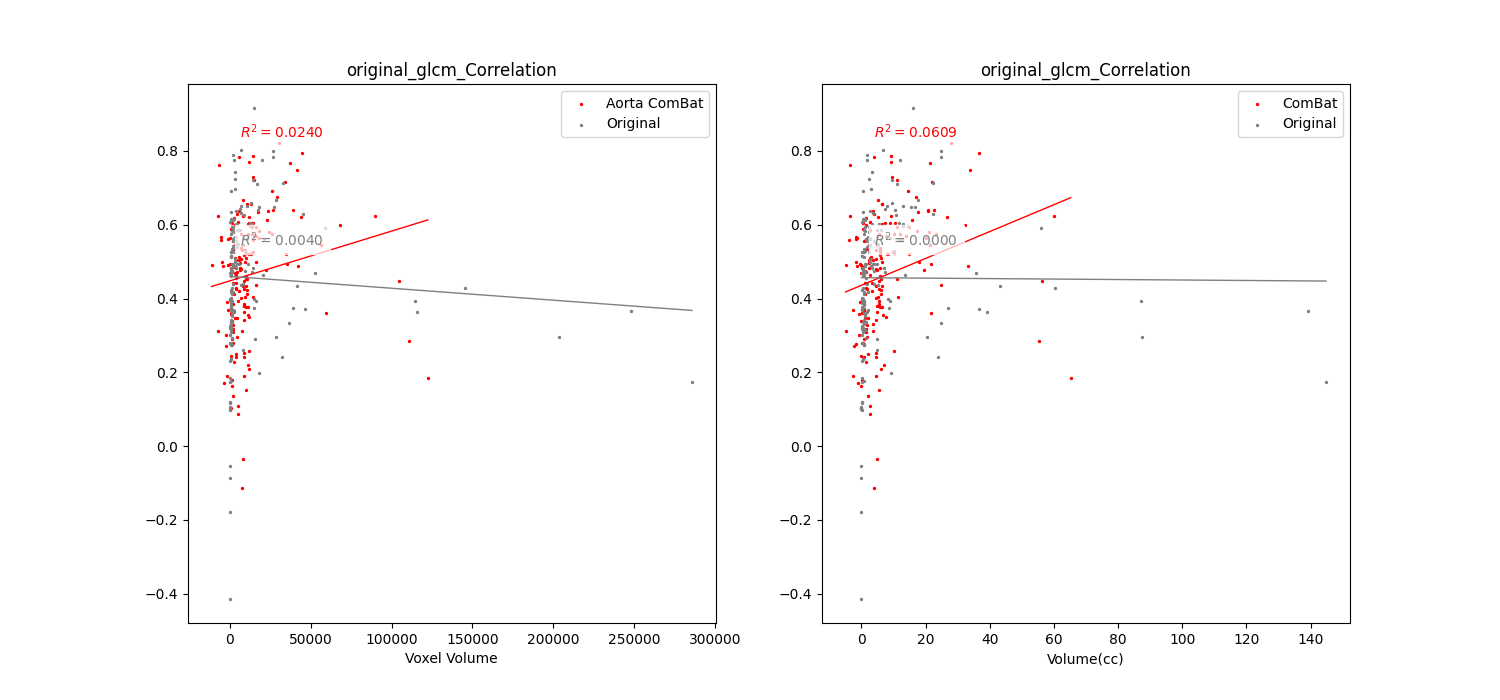 original_glcm_Correlation
Aorta ComBat
Original
R² = 0.0240
R² = 0.0040
0.8
0.6
0.4
0.2
0.0
−0.2
−0.4
0 50000 100000 150000 200000 250000 300000
Voxel Volume
original_glcm_Correlation
ComBat
Original
R² = 0.0609
R² = 0.0000
0.8
0.6
0.4
0.2
0.0
−0.2
−0.4
0 20 40 60 80 100 120 140
Volume(cc)